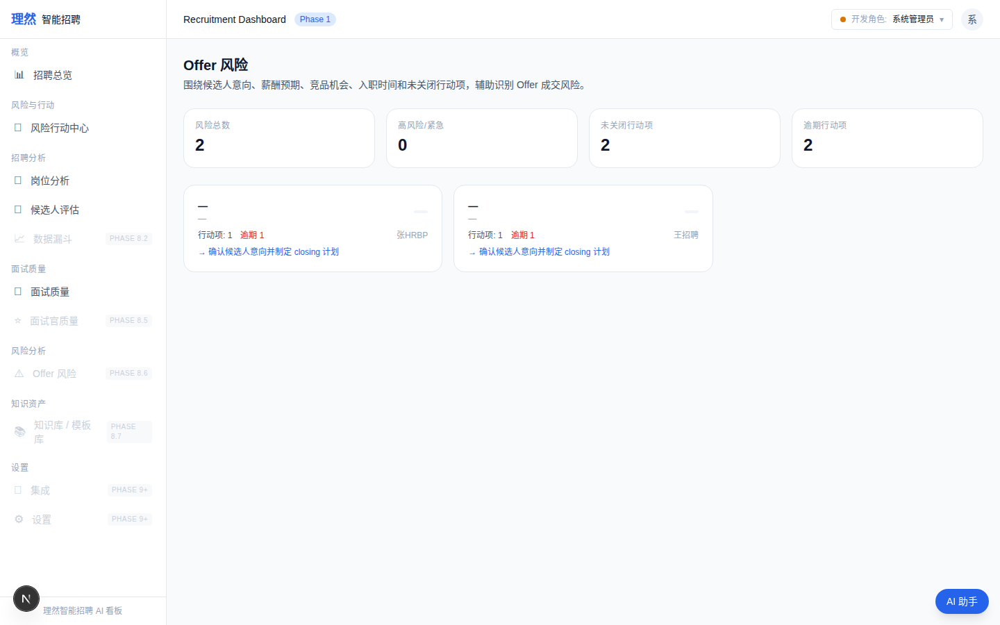 理然 智能招聘
Recruitment Dashboard Phase 1
开发角色: 系统管理员 ▾ 系
概览
招聘总览
风险与行动
风险行动中心
招聘分析
岗位分析
候选人评估
数据漏斗 PHASE 8.2
面试质量
面试质量
面试官质量 PHASE 8.5
风险分析
Offer 风险 PHASE 8.6
知识资产
知识库 / 模板
库
PHASE
8.7
设置
集成 PHASE 9+
设置 PHASE 9+
理然智能招聘 AI 看板
Offer 风险
围绕候选人意向、薪酬预期、竞品机会、入职时间和未关闭行动项，辅助识别 Offer 成交风险。
风险总数
2
高风险/紧急
0
未关闭行动项
2
逾期行动项
2
—
—
行动项: 1 逾期 1 张HRBP
→ 确认候选人意向并制定 closing 计划
—
—
行动项: 1 逾期 1 王招聘
→ 确认候选人意向并制定 closing 计划
AI 助手